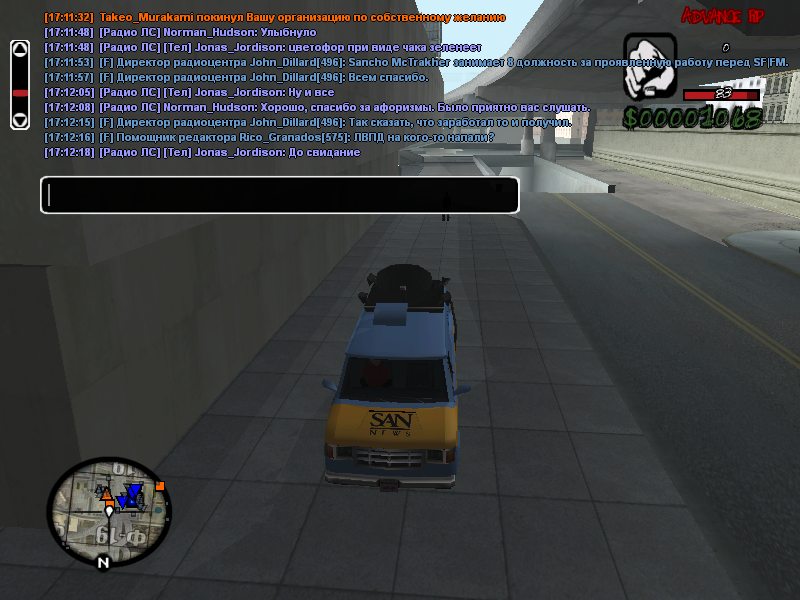 [17:11:32] Takeo_Murakami покинул Вашу организацию по собственному желанию
ADVANCE RP
[17:11:48] [Радио ЛС] Norman_Hudson: Улыбнуло
[17:11:48] [Радио ЛС] [Тел] Jonas_Jordison: цветофор при виде чака зеленеет
0
[17:11:53] [F] Директор радиоцентра John_Dillard[496]: Sancho McTrakher занимает 8 должность за проявленную работу перед SF FM.
[17:11:57] [F] Директор радиоцентра John_Dillard[496]: Всем спасибо.
[17:12:05] [Радио ЛС] [Тел] Jonas_Jordison: Ну и все
83
[17:12:08] [Радио ЛС] Norman_Hudson: Хорошо, спасибо за афоризмы. Было приятно вас слушать.
$00001068
[17:12:15] [F] Директор радиоцентра John_Dillard[496]: Так сказать, что заработал то и получил.
[17:12:16] [F] Помощник редактора Rico_Granados[575]: ЛВПД на кого-то напали?
[17:12:18] [Радио ЛС] [Тел] Jonas_Jordison: До свидание
SAN
NEWS
N